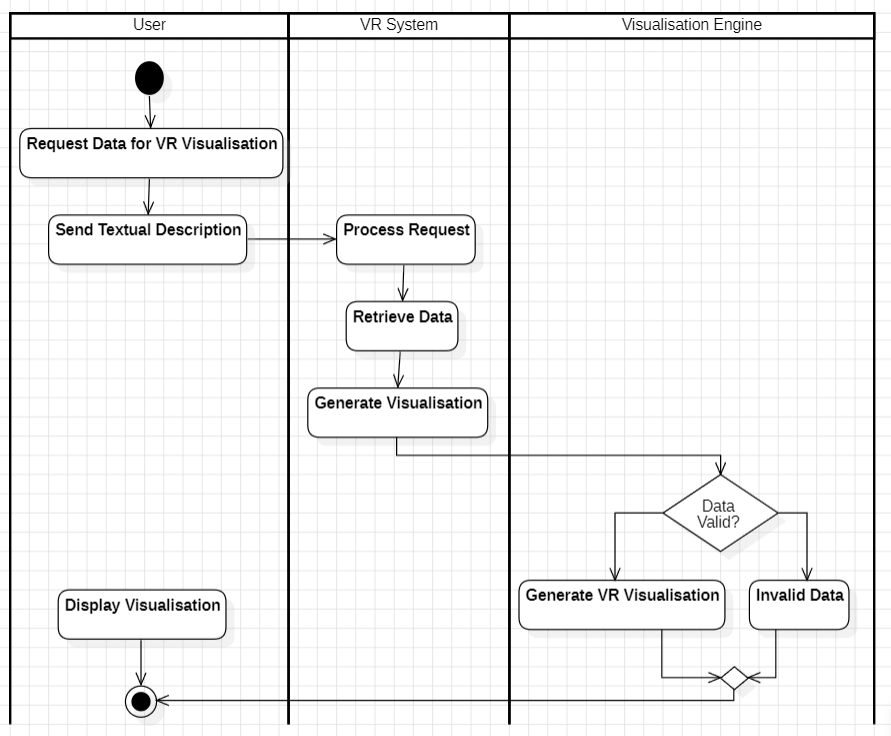 User
VR System
Visualisation Engine
Request Data for VR Visualisation
Send Textual Description
Process Request
Retrieve Data
Generate Visualisation
Data
Valid?
Generate VR Visualisation
Invalid Data
Display Visualisation